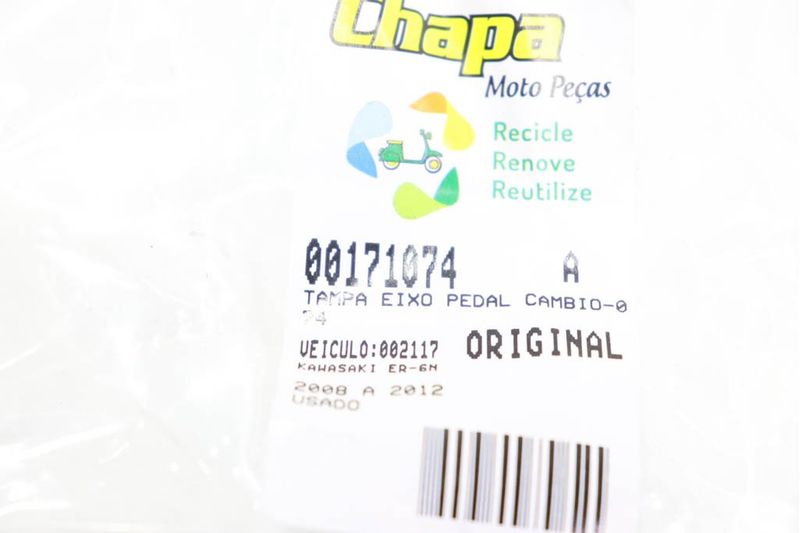 Chapa
Moto Peças
Recicle
Renove
Reutilize
00171074 A
TAMPA EIXO PEDAL CAMBIO-0
74
VEICULO:002117 ORIGINAL
KAWASAKI ER-6N
2008 A 2012
USADO